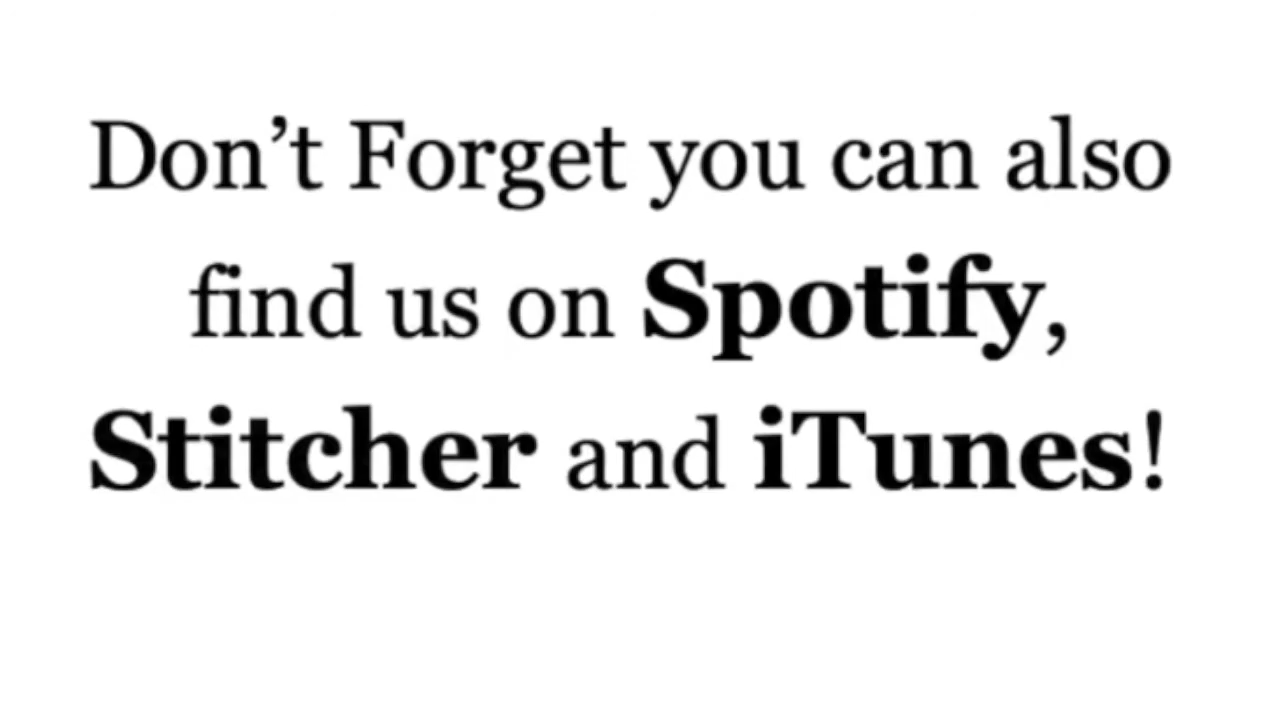 Don’t Forget you can also
find us on Spotify,
Stitcher and iTunes!